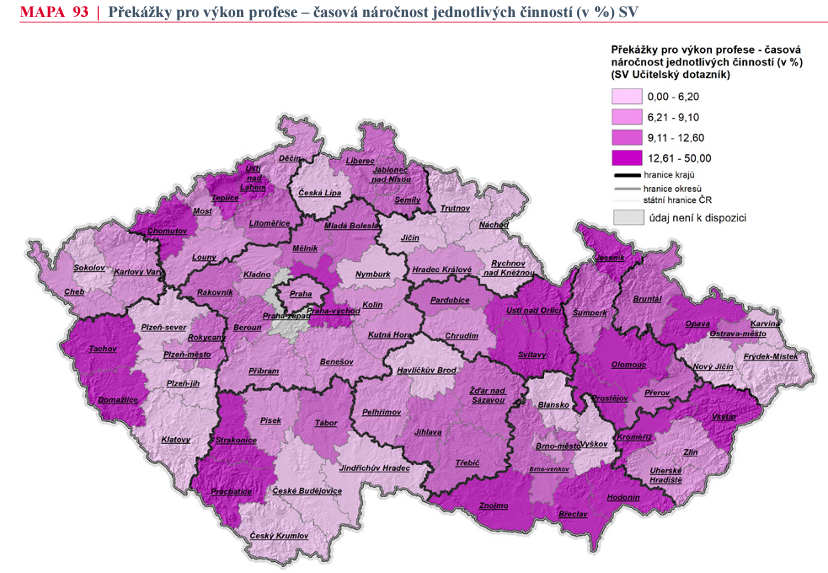 MAPA 93 | Překážky pro výkon profese – časová náročnost jednotlivých činností (v %) SV
Překážky pro výkon profese - časová
náročnost jednotlivých činností (v %)
(SV Učitelský dotazník)
0,00 - 6,20
6,21 - 9,10
9,11 - 12,60
12,61 - 50,00
hranice krajů
hranice okresů
státní hranice ČR
údaj není k dispozici
Děčín
Liberec
Ústí
nad
Labem
Jablonec
nad Nisou
Teplice
Česká Lípa
Semily
Most
Trutnov
Chomutov
Litoměřice
Mladá Boleslav
Náchod
Jičín
Mělník
Louny
Jeseník
Sokolov
Karlovy Vary
Kladno
Nymburk
Hradec Králové
Rychnov
nad Kněžnou
Cheb
Rakovník
Praha
Kolín
Pardubice
Bruntál
Praha-východ
Praha-západ
Ústí nad Orlicí
Šumperk
Plzeň-sever
Beroun
Opava
Karviná
Rokycany
Kutná Hora
Chrudim
Ostrava-město
Tachov
Plzeň-město
Svitavy
Frýdek-Místek
Benešov
Olomouc
Nový Jičín
Příbram
Havlíčkův Brod
Plzeň-jih
Žďár nad
Sázavou
Přerov
Domažlice
Prostějov
Blansko
Pelhřimov
Vsetín
Písek
Tábor
Jihlava
Klatovy
Strakonice
Kroměříž
Brno-město
Vyškov
Zlín
Třebíč
Jindřichův Hradec
Brno-venkov
Uherské
Hradiště
Prachatice
České Budějovice
Hodonín
Znojmo
Břeclav
Český Krumlov